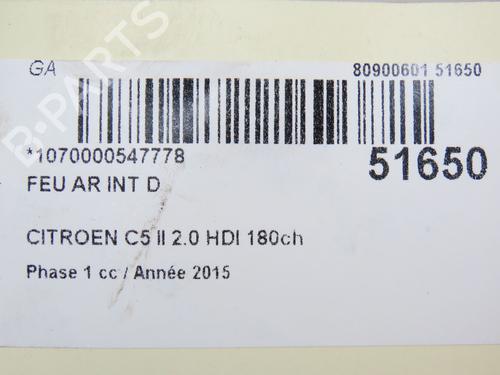 GA 80900601 51650
*1070000547778 51650
FEU AR INT D
CITROEN C5 II 2.0 HDI 180ch
Phase 1 cc / Année 2015
B-PARTS